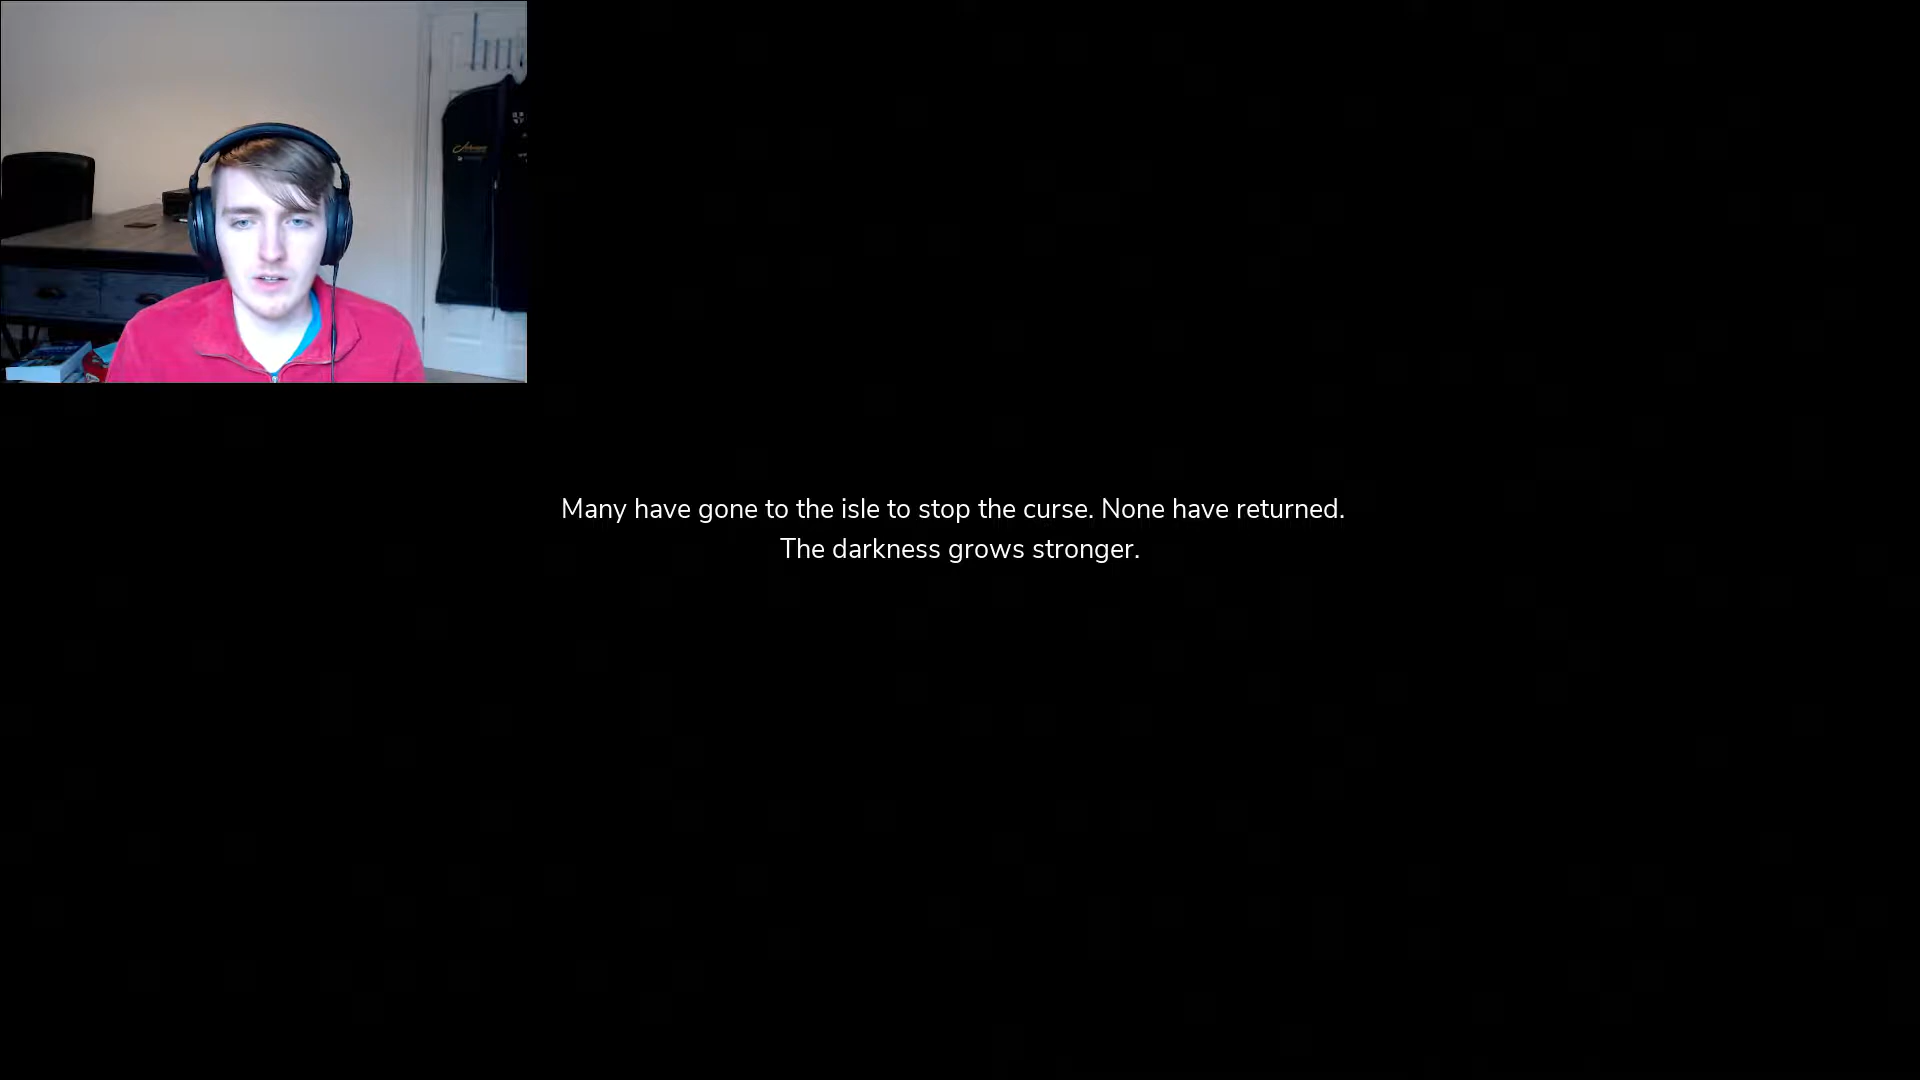 Many have gone to the isle to stop the curse. None have returned.
The darkness grows stronger.